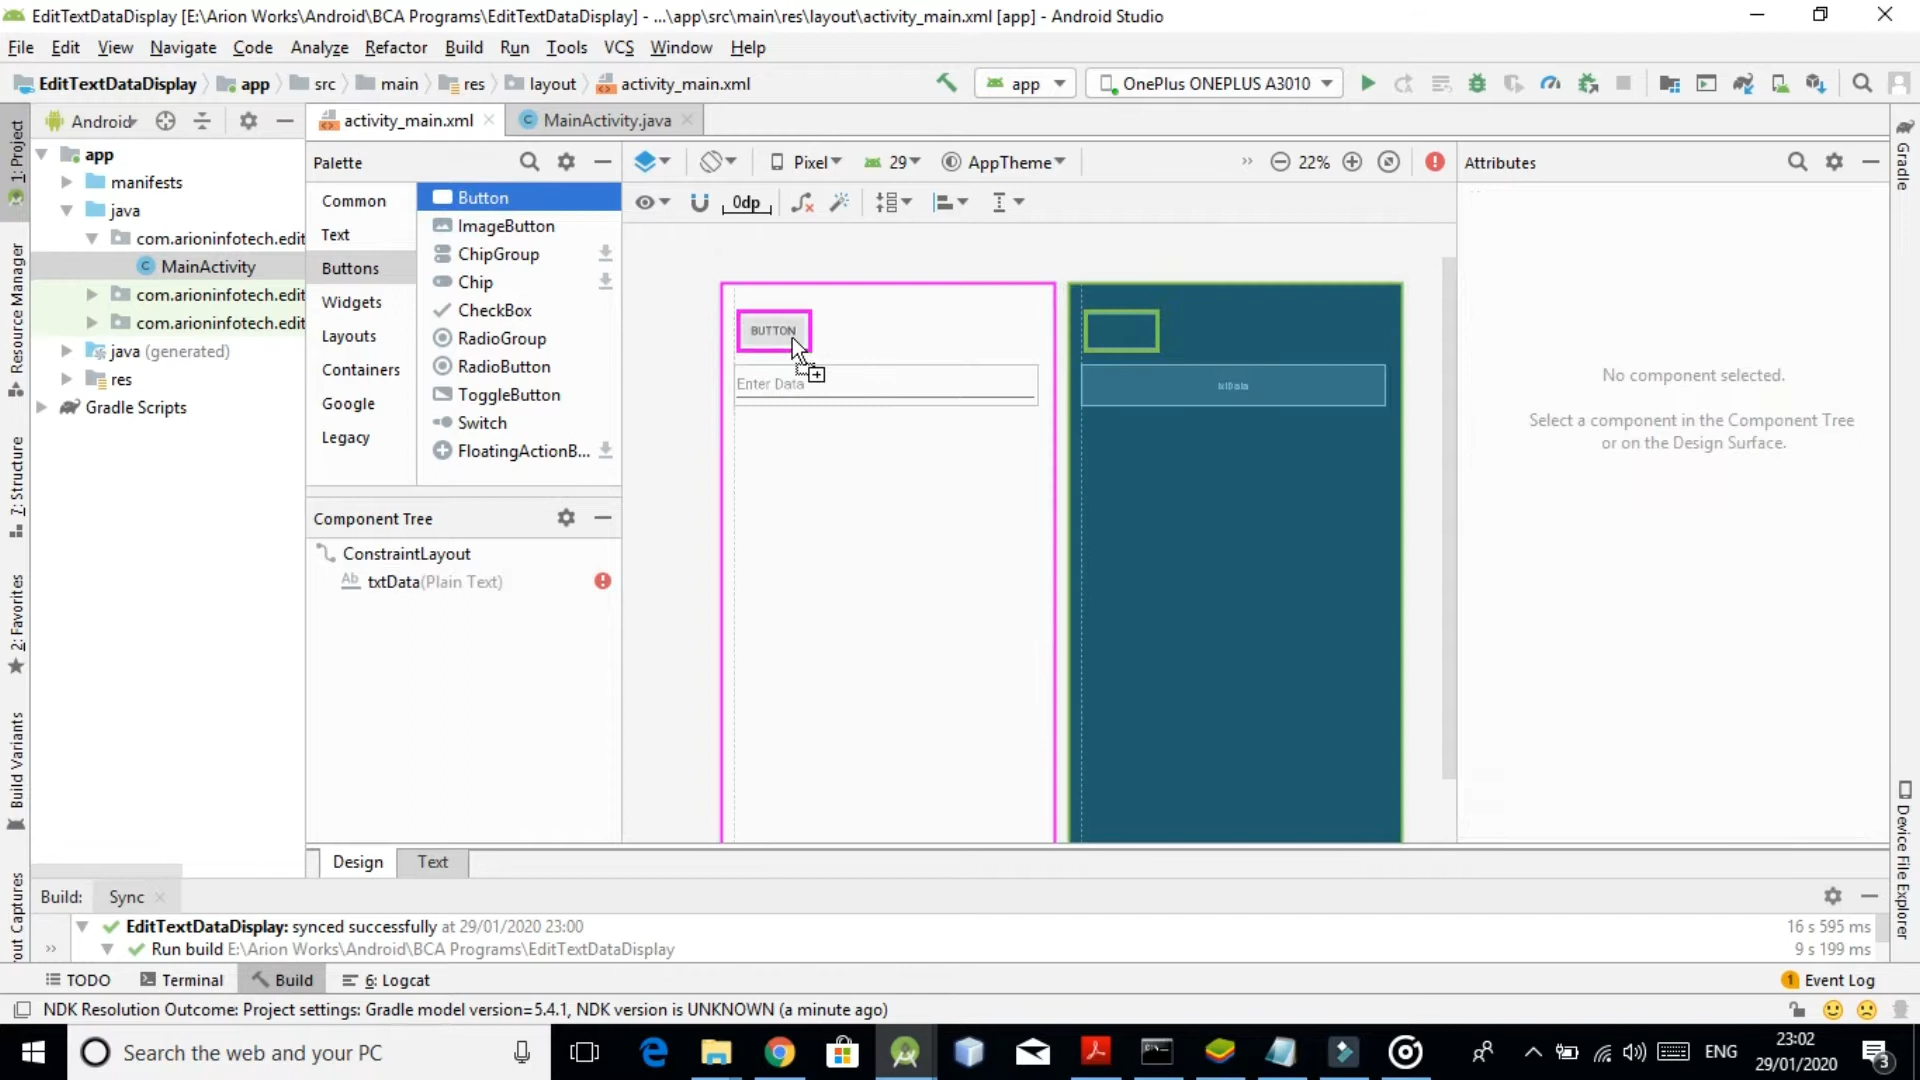 EditTextDataDisplay [E:\Arion Works\Android\BCA Programs\EditTextDataDisplay] - ...\app\src\main\res\layout\activity_main.xml [app] - Android Studio
File Edit View Navigate Code Analyze Refactor Build Run Tools VCS Window Help
EditTextDataDisplay app src main res layout activity_main.xml app OnePlus ONEPLUS A3010
1: Project
Resource Manager
7: Structure
2: Favorites
Build Variants
out Captures
Android
app
manifests
java
com.arioninfotech.edit
MainActivity
com.arioninfotech.edit
com.arioninfotech.edit
java (generated)
res
Gradle Scripts
activity_main.xml MainActivity.java
Palette
Common
Text
Buttons
Widgets
Layouts
Containers
Google
Legacy
Button
ImageButton
ChipGroup
Chip
CheckBox
RadioGroup
RadioButton
ToggleButton
Switch
FloatingActionB...
Component Tree
ConstraintLayout
Ab txtData(Plain Text)
Pixel 29 AppTheme 22%
0dp
BUTTON
Enter Data
txtData
Attributes
No component selected.
Select a component in the Component Tree
or on the Design Surface.
Gradle
Device File Explorer
Design Text
Build: Sync
EditTextDataDisplay: synced successfully at 29/01/2020 23:00 16 s 595 ms
Run build E:\Arion Works\Android\BCA Programs\EditTextDataDisplay 9 s 199 ms
TODO Terminal Build 6: Logcat 1 Event Log
NDK Resolution Outcome: Project settings: Gradle model version=5.4.1, NDK version is UNKNOWN (a minute ago)
Search the web and your PC
ENG
23:02
29/01/2020
3